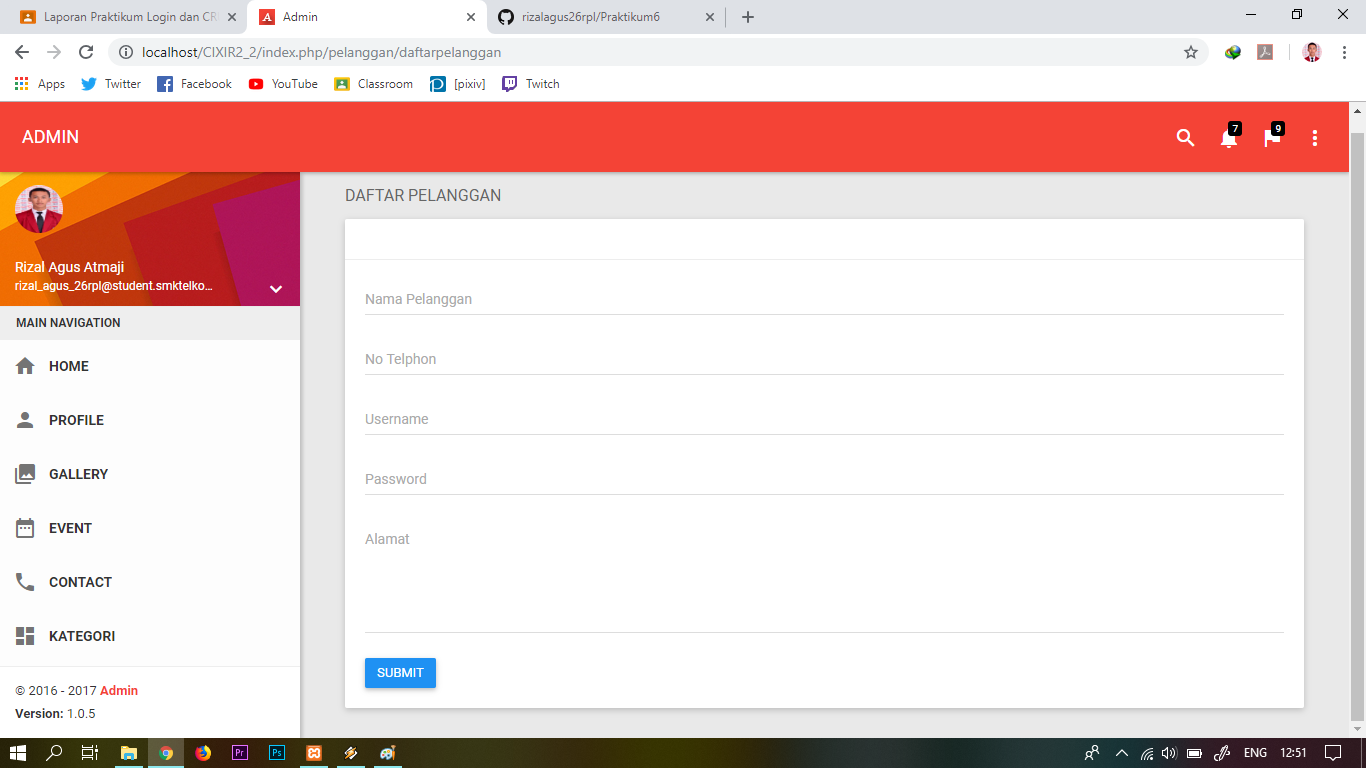 Laporan Praktikum Login dan CR
Admin
rizalagus26rpl/Praktikum6
localhost/CIXIR2_2/index.php/pelanggan/daftarpelanggan
Apps
Twitter
Facebook
YouTube
Classroom
[pixiv]
Twitch
ADMIN
7
9
Rizal Agus Atmaji
rizal_agus_26rpl@student.smktelko...
MAIN NAVIGATION
HOME
PROFILE
GALLERY
EVENT
CONTACT
KATEGORI
© 2016 - 2017 Admin
Version: 1.0.5
DAFTAR PELANGGAN
Nama Pelanggan
No Telphon
Username
Password
Alamat
SUBMIT
Pr
Ps
ENG
12:51